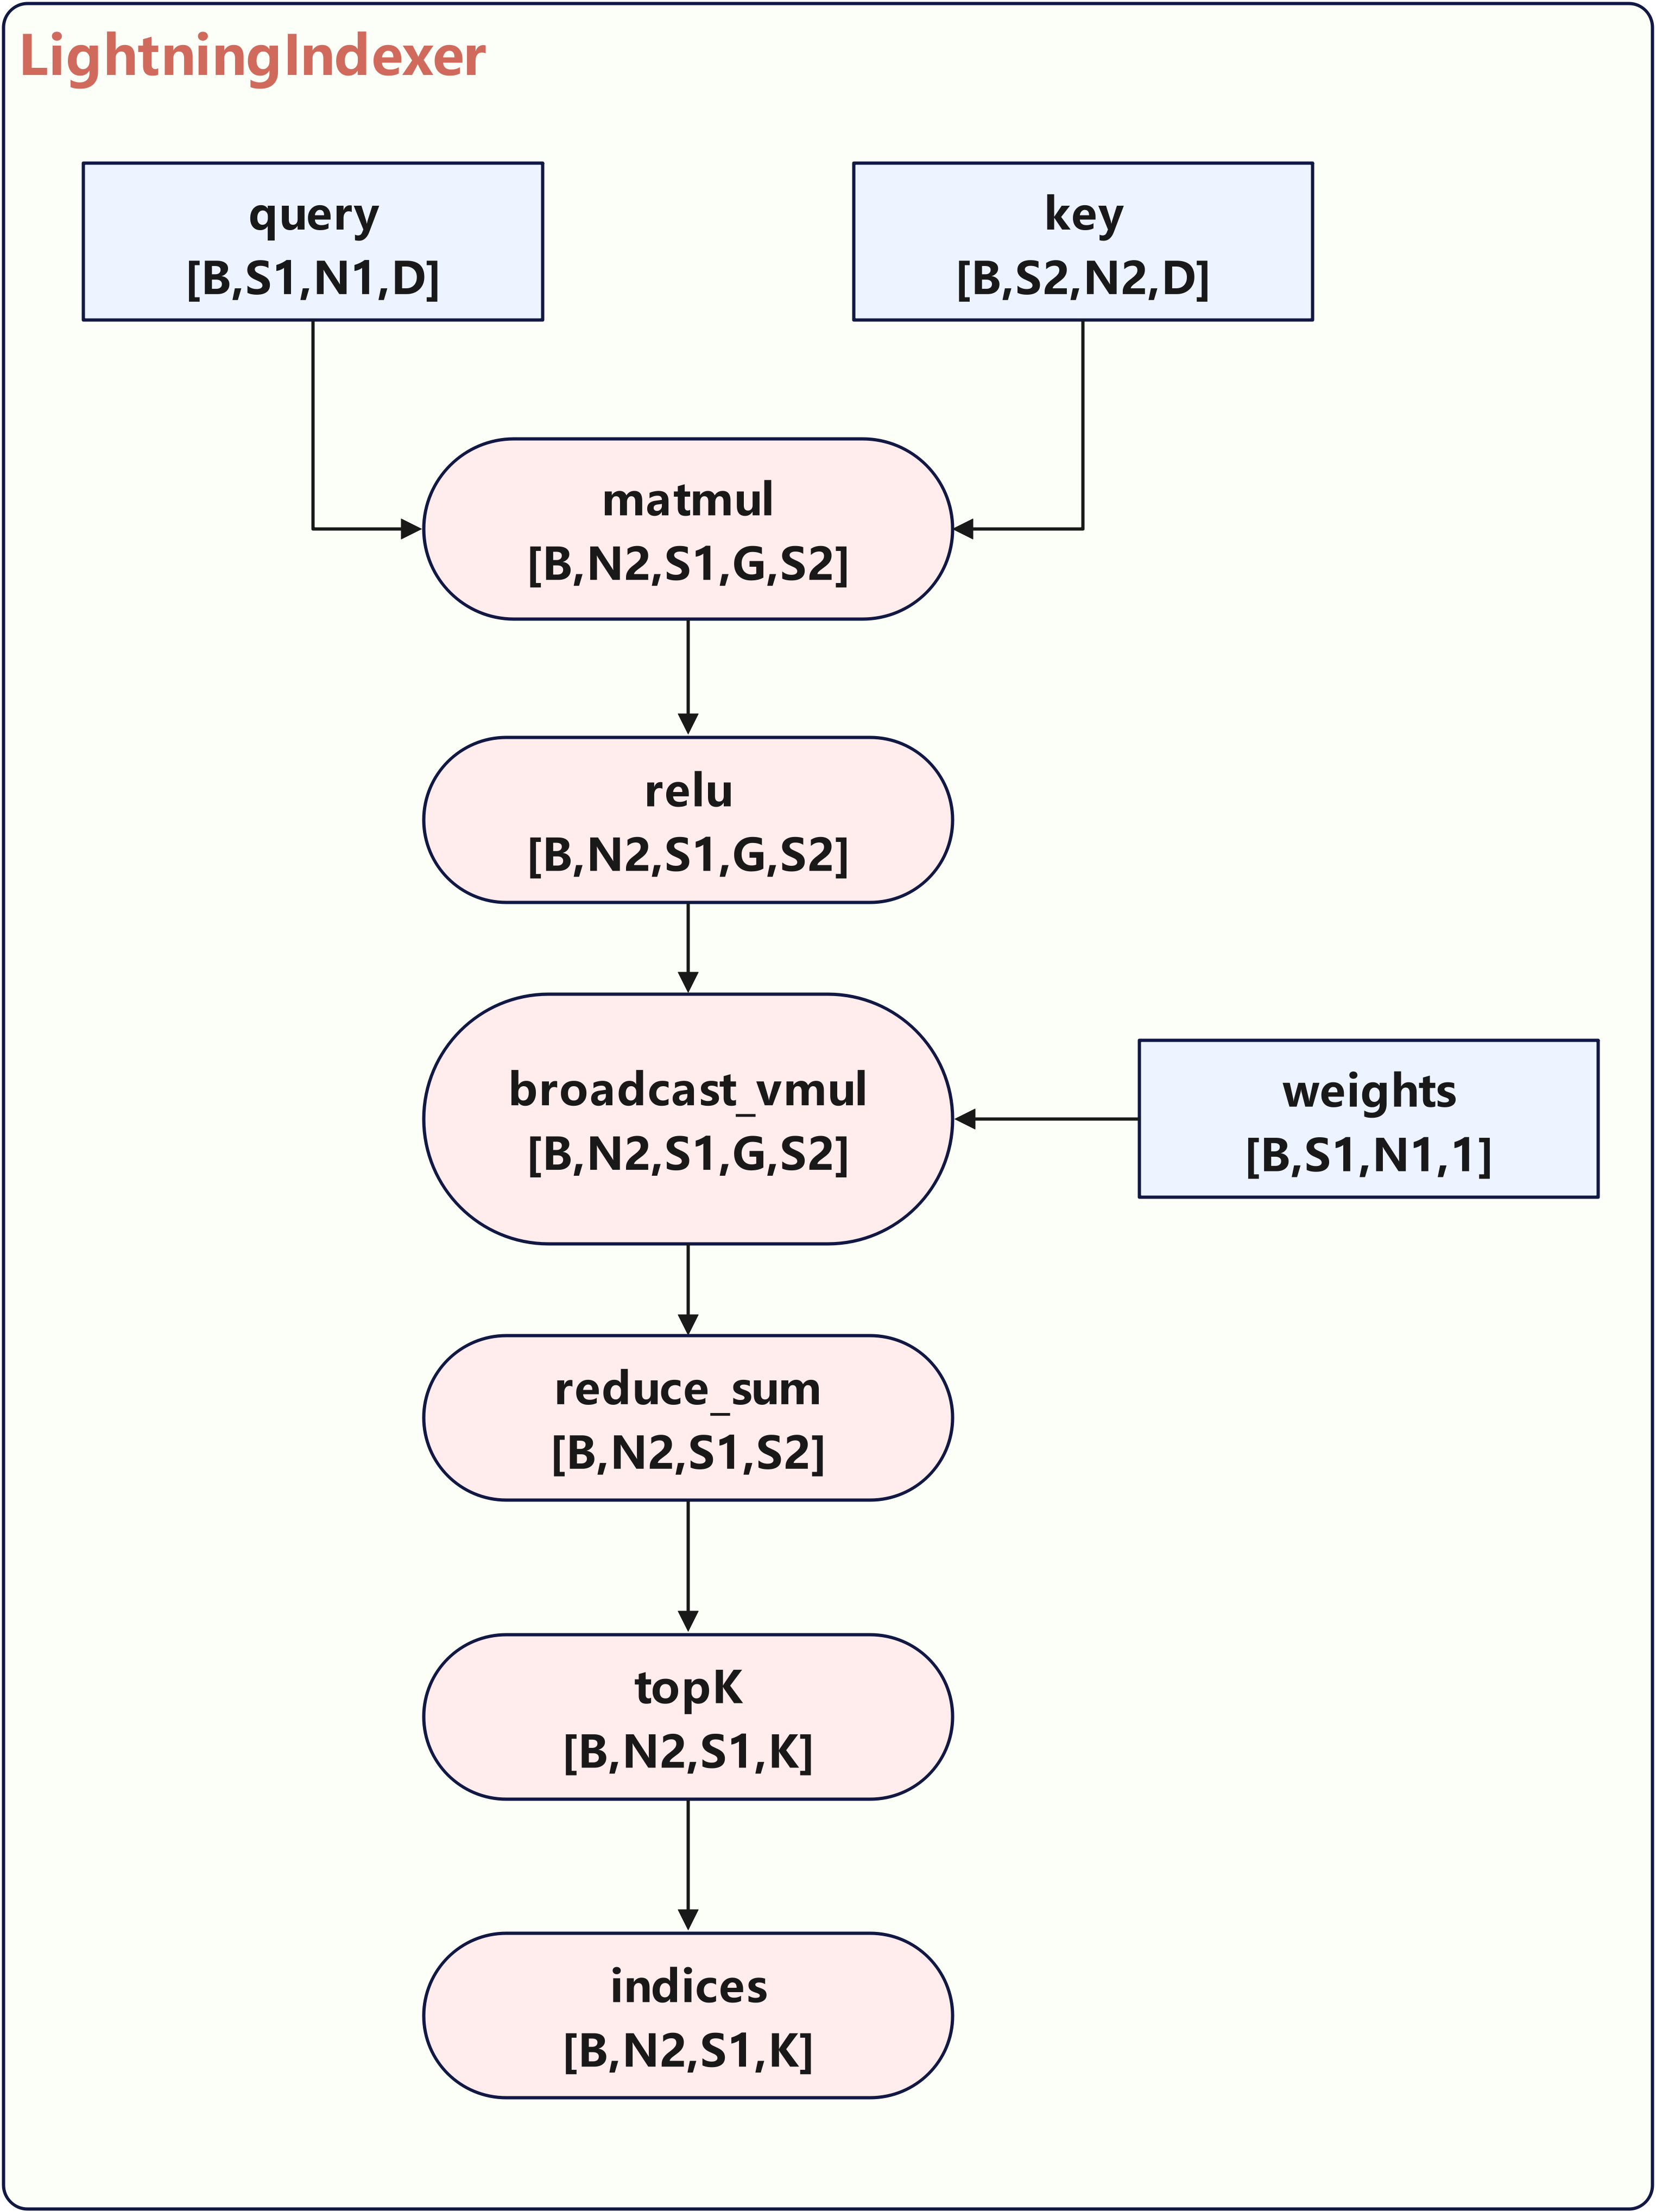 LightningIndexer
query
[B,S1,N1,D]
key
[B,S2,N2,D]
matmul
[B,N2,S1,G,S2]
relu
[B,N2,S1,G,S2]
broadcast_vmul
[B,N2,S1,G,S2]
weights
[B,S1,N1,1]
reduce_sum
[B,N2,S1,S2]
topK
[B,N2,S1,K]
indices
[B,N2,S1,K]